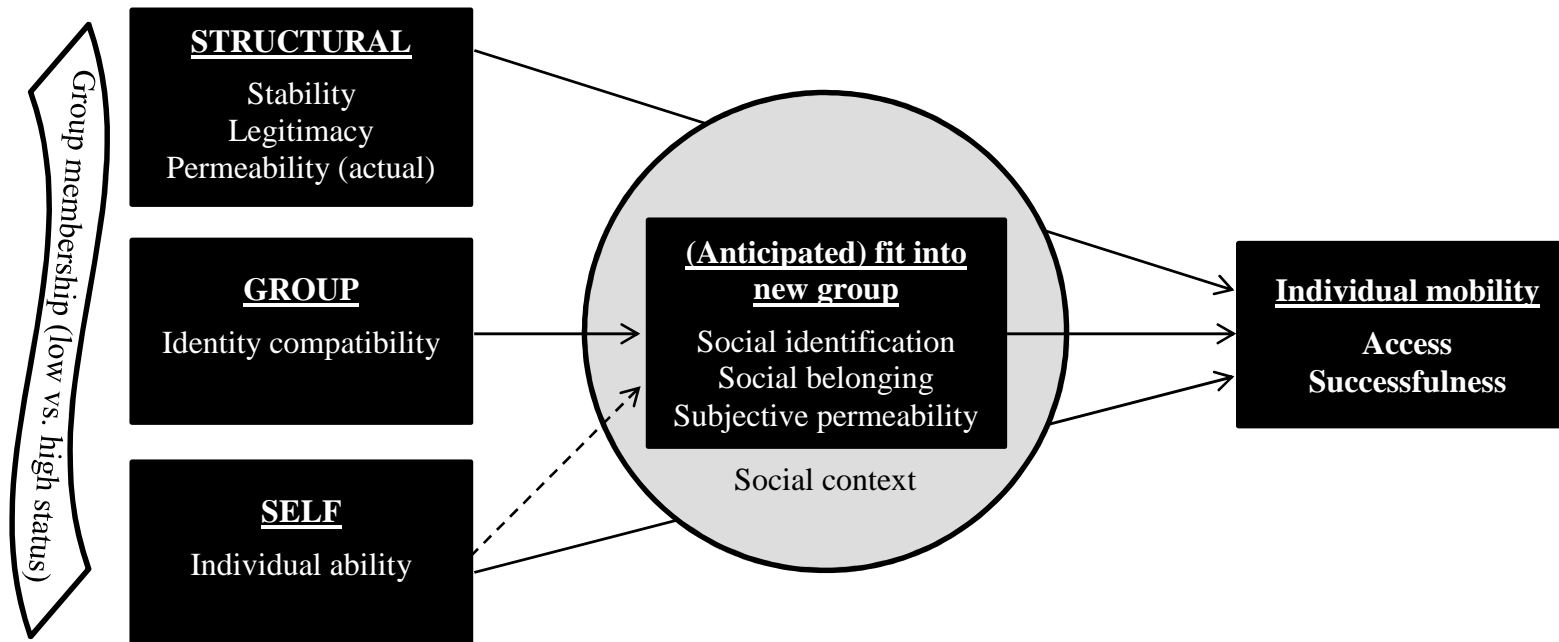 Group membership (low vs. high status)
STRUCTURAL
Stability
Legitimacy
Permeability (actual)
GROUP
Identity compatibility
SELF
Individual ability
(Anticipated) fit into
new group
Social identification
Social belonging
Subjective permeability
Social context
Individual mobility
Access
Successfulness